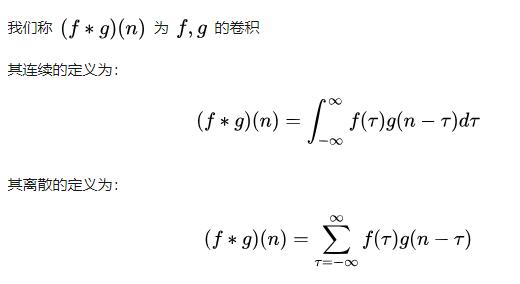 我们称 (f * g)(n) 为 f, g 的卷积
其连续的定义为：
(f * g)(n) = ∫_{-∞}^{∞} f(τ)g(n − τ)dτ
其离散的定义为：
(f * g)(n) = ∑_{τ=-∞}^{∞} f(τ)g(n − τ)